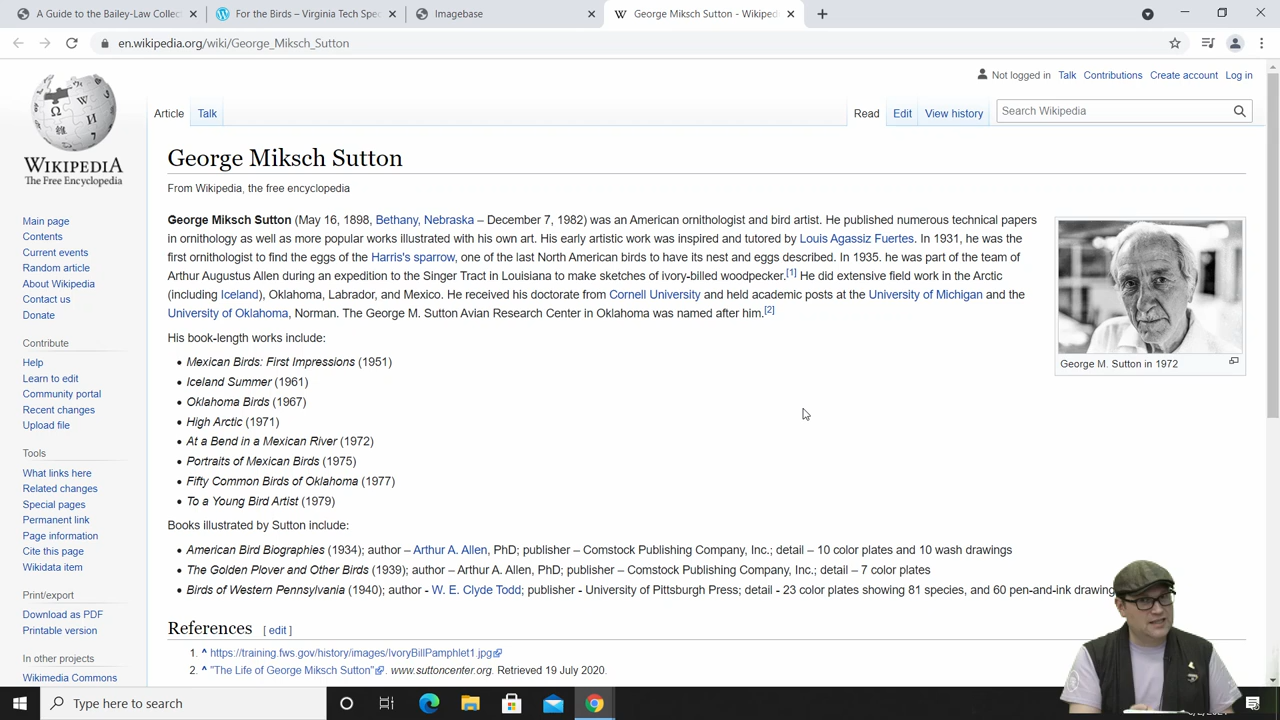 A Guide to the Bailey-Law Collect
For the Birds – Virginia Tech Spec
Imagebase
George Miksch Sutton - Wikiped
en.wikipedia.org/wiki/George_Miksch_Sutton
Not logged in Talk Contributions Create account Log in
Article Talk Read Edit View history Search Wikipedia
WIKIPEDIA
The Free Encyclopedia
Main page
Contents
Current events
Random article
About Wikipedia
Contact us
Donate
Contribute
Help
Learn to edit
Community portal
Recent changes
Upload file
Tools
What links here
Related changes
Special pages
Permanent link
Page information
Cite this page
Wikidata item
Print/export
Download as PDF
Printable version
In other projects
Wikimedia Commons
George Miksch Sutton
From Wikipedia, the free encyclopedia
George Miksch Sutton (May 16, 1898, Bethany, Nebraska – December 7, 1982) was an American ornithologist and bird artist. He published numerous technical papers
in ornithology as well as more popular works illustrated with his own art. His early artistic work was inspired and tutored by Louis Agassiz Fuertes. In 1931, he was the
first ornithologist to find the eggs of the Harris's sparrow, one of the last North American birds to have its nest and eggs described. In 1935. he was part of the team of
Arthur Augustus Allen during an expedition to the Singer Tract in Louisiana to make sketches of ivory-billed woodpecker.[1] He did extensive field work in the Arctic
(including Iceland), Oklahoma, Labrador, and Mexico. He received his doctorate from Cornell University and held academic posts at the University of Michigan and the
University of Oklahoma, Norman. The George M. Sutton Avian Research Center in Oklahoma was named after him.[2]
George M. Sutton in 1972
His book-length works include:
• Mexican Birds: First Impressions (1951)
• Iceland Summer (1961)
• Oklahoma Birds (1967)
• High Arctic (1971)
• At a Bend in a Mexican River (1972)
• Portraits of Mexican Birds (1975)
• Fifty Common Birds of Oklahoma (1977)
• To a Young Bird Artist (1979)
Books illustrated by Sutton include:
• American Bird Biographies (1934); author – Arthur A. Allen, PhD; publisher – Comstock Publishing Company, Inc.; detail – 10 color plates and 10 wash drawings
• The Golden Plover and Other Birds (1939); author – Arthur A. Allen, PhD; publisher – Comstock Publishing Company, Inc.; detail – 7 color plates
• Birds of Western Pennsylvania (1940); author - W. E. Clyde Todd; publisher - University of Pittsburgh Press; detail - 23 color plates showing 81 species, and 60 pen-and-ink drawing
References [ edit ]
1. ^ https://training.fws.gov/history/images/IvoryBillPamphlet1.jpg
2. ^ "The Life of George Miksch Sutton". www.suttoncenter.org. Retrieved 19 July 2020.
Type here to search